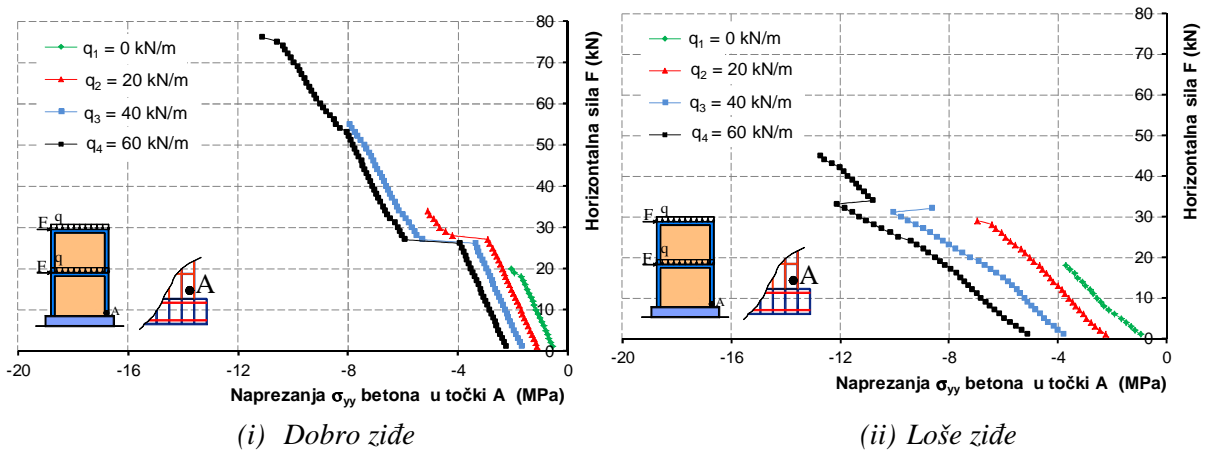 q1 = 0 kN/m
q2 = 20 kN/m
q3 = 40 kN/m
q4 = 60 kN/m
80
70
60
50
40
30
20
10
0
Horizontalna sila F (kN)
F q
F q
A
A
-20 -16 -12 -8 -4 0
Naprezanja σyy betona u točki A (MPa)
(i) Dobro ziđe
q1 = 0 kN/m
q2 = 20 kN/m
q3 = 40 kN/m
q4 = 60 kN/m
80
70
60
50
40
30
20
10
0
Horizontalna sila F (kN)
F q
F q
A
A
-20 -16 -12 -8 -4 0
Naprezanja σyy betona u točki A (MPa)
(ii) Loše ziđe